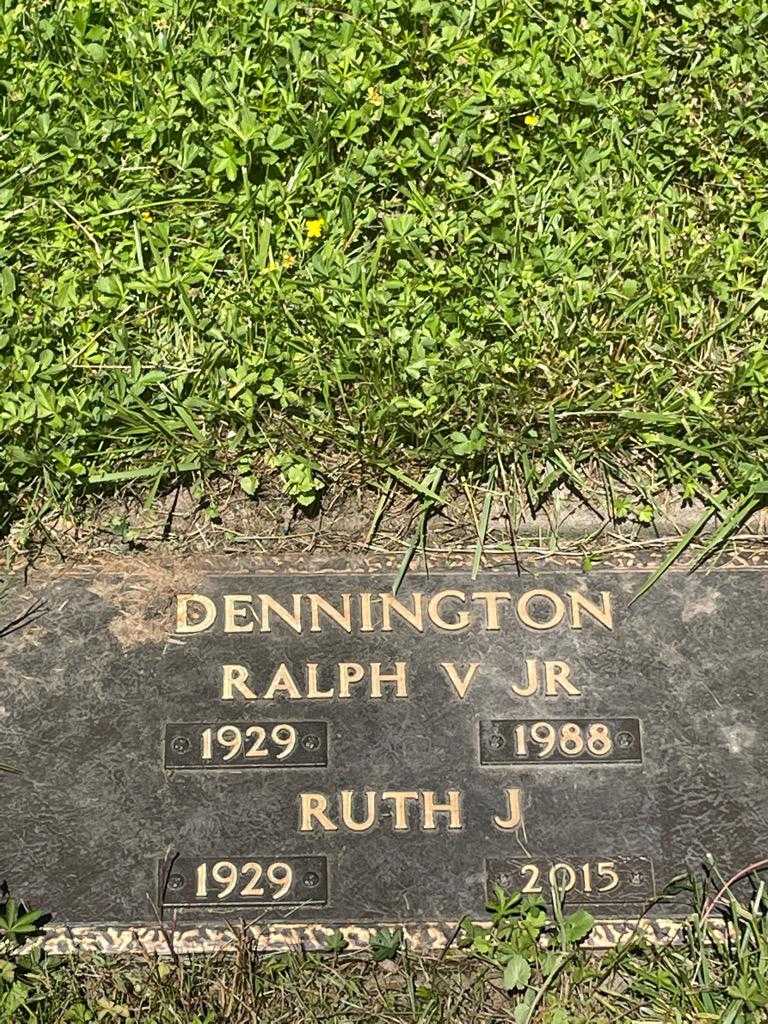 DENNINGTON
RALPH V JR
1929 1988
RUTH J
1929 2015